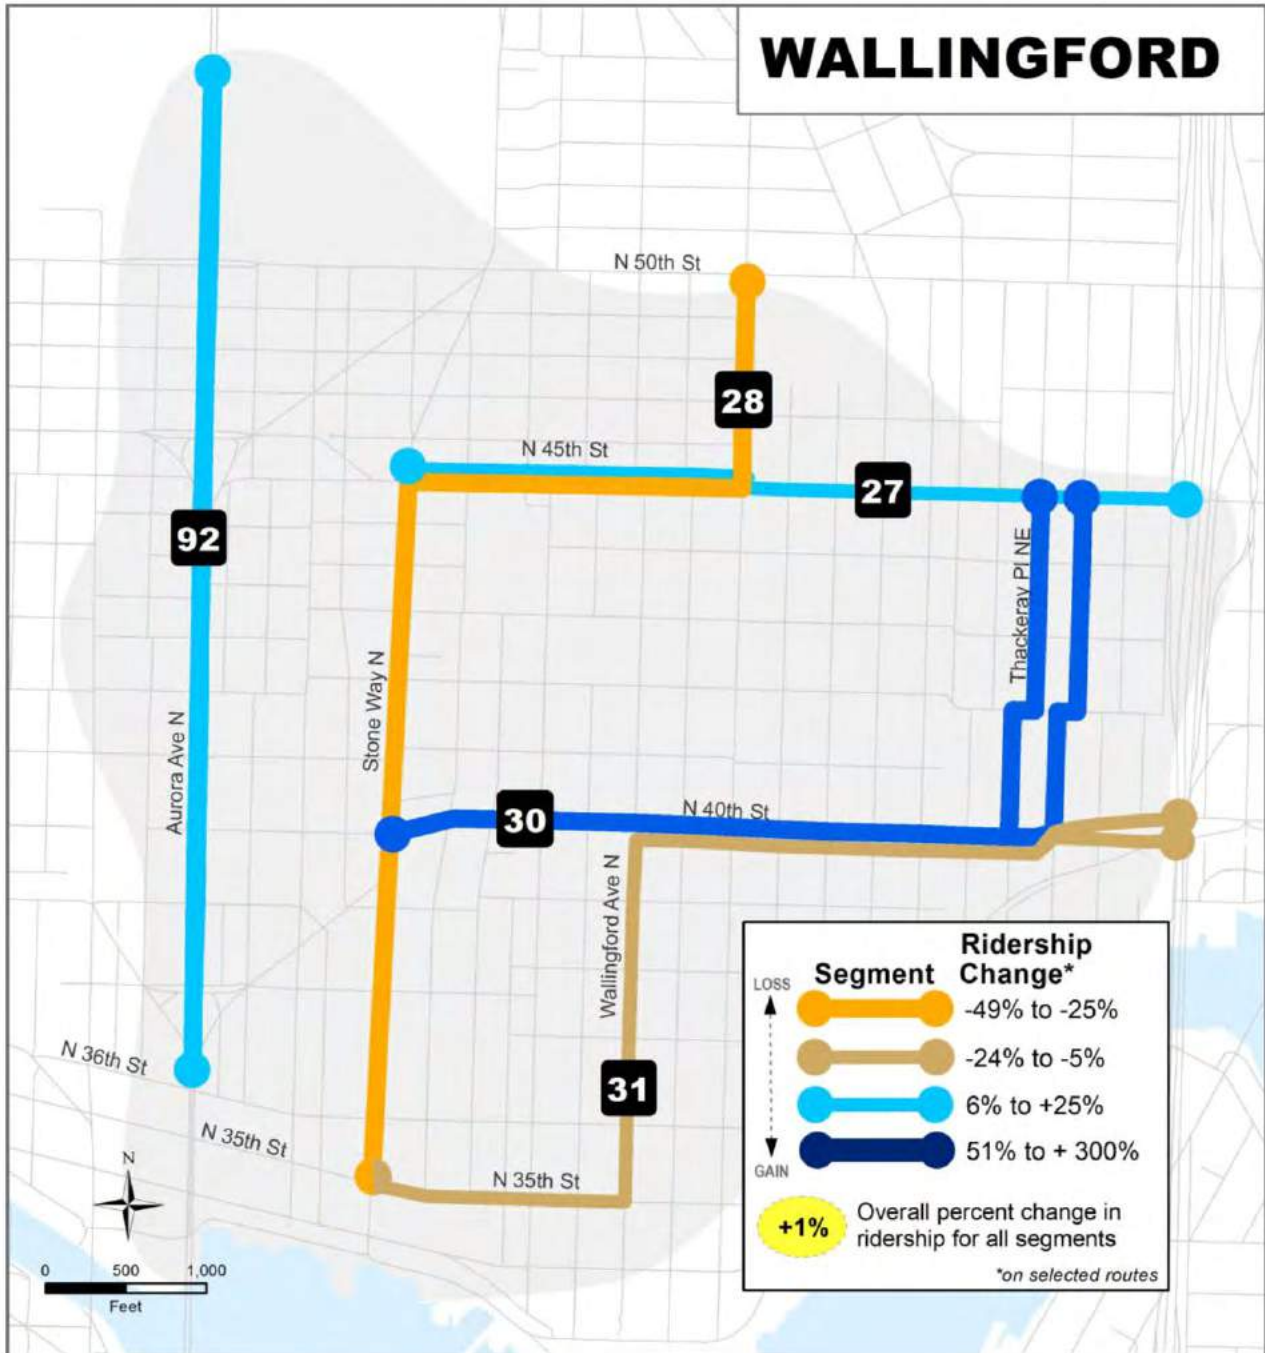 WALLINGFORD
N 50th St
28
N 45th St
27
92
Thackeray Pl NE
Stone Way N
Aurora Ave N
30
N 40th St
Wallingford Ave N
31
N 36th St
N 35th St
N 35th St
N
0 500 1,000
Feet
Segment
Ridership
Change*
LOSS
-49% to -25%
-24% to -5%
6% to +25%
51% to + 300%
GAIN
+1%
Overall percent change in
ridership for all segments
*on selected routes